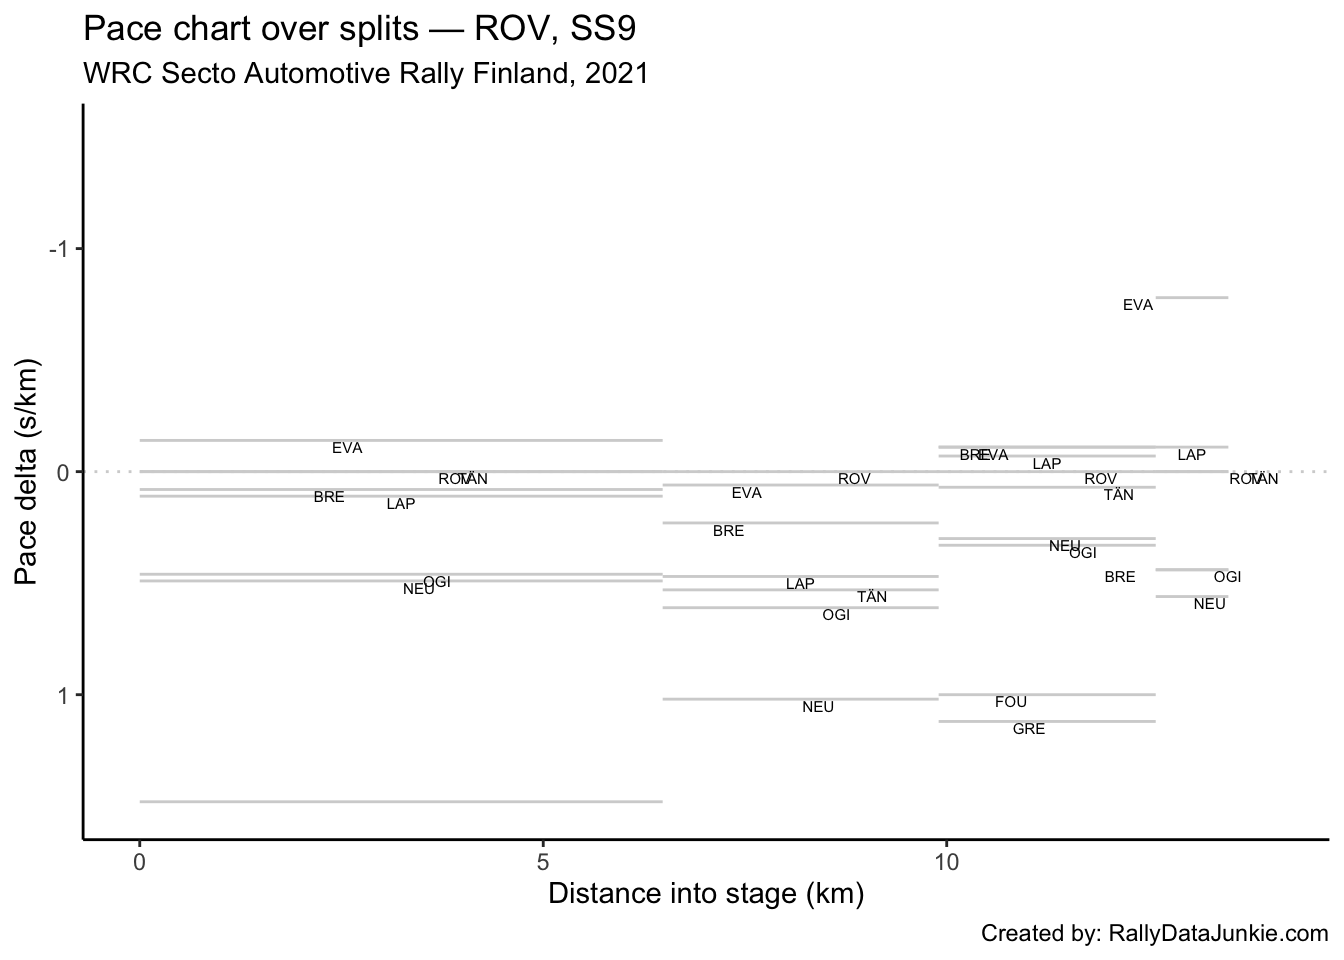 Pace chart over splits — ROV, SS9
WRC Secto Automotive Rally Finland, 2021
Pace delta (s/km)
-1
0
1
EVA
ROV
TÄN
BRE
LAP
OGI
NEU
EVA
ROV
BRE
LAP
TÄN
OGI
NEU
BRE
EVA
LAP
ROV
TÄN
NEU
OGI
FOU
GRE
EVA
LAP
ROV
TÄN
BRE
OGI
NEU
0
5
10
Distance into stage (km)
Created by: RallyDataJunkie.com